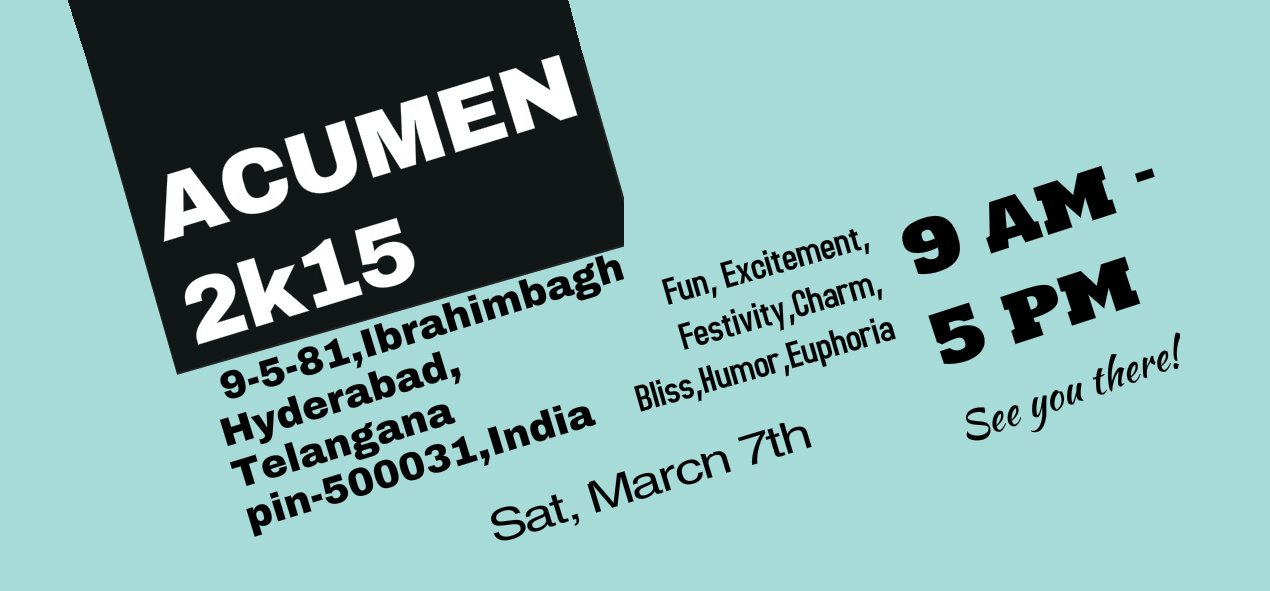 ACUMEN
2k15
9-5-81,Ibrahimbagh
Hyderabad,
Telangana
pin-500031,India
Fun, Excitement,
Festivity,Charm,
Bliss,Humor,Euphoria
9 AM -
5 PM
See you there!
Sat, Marcn 7th